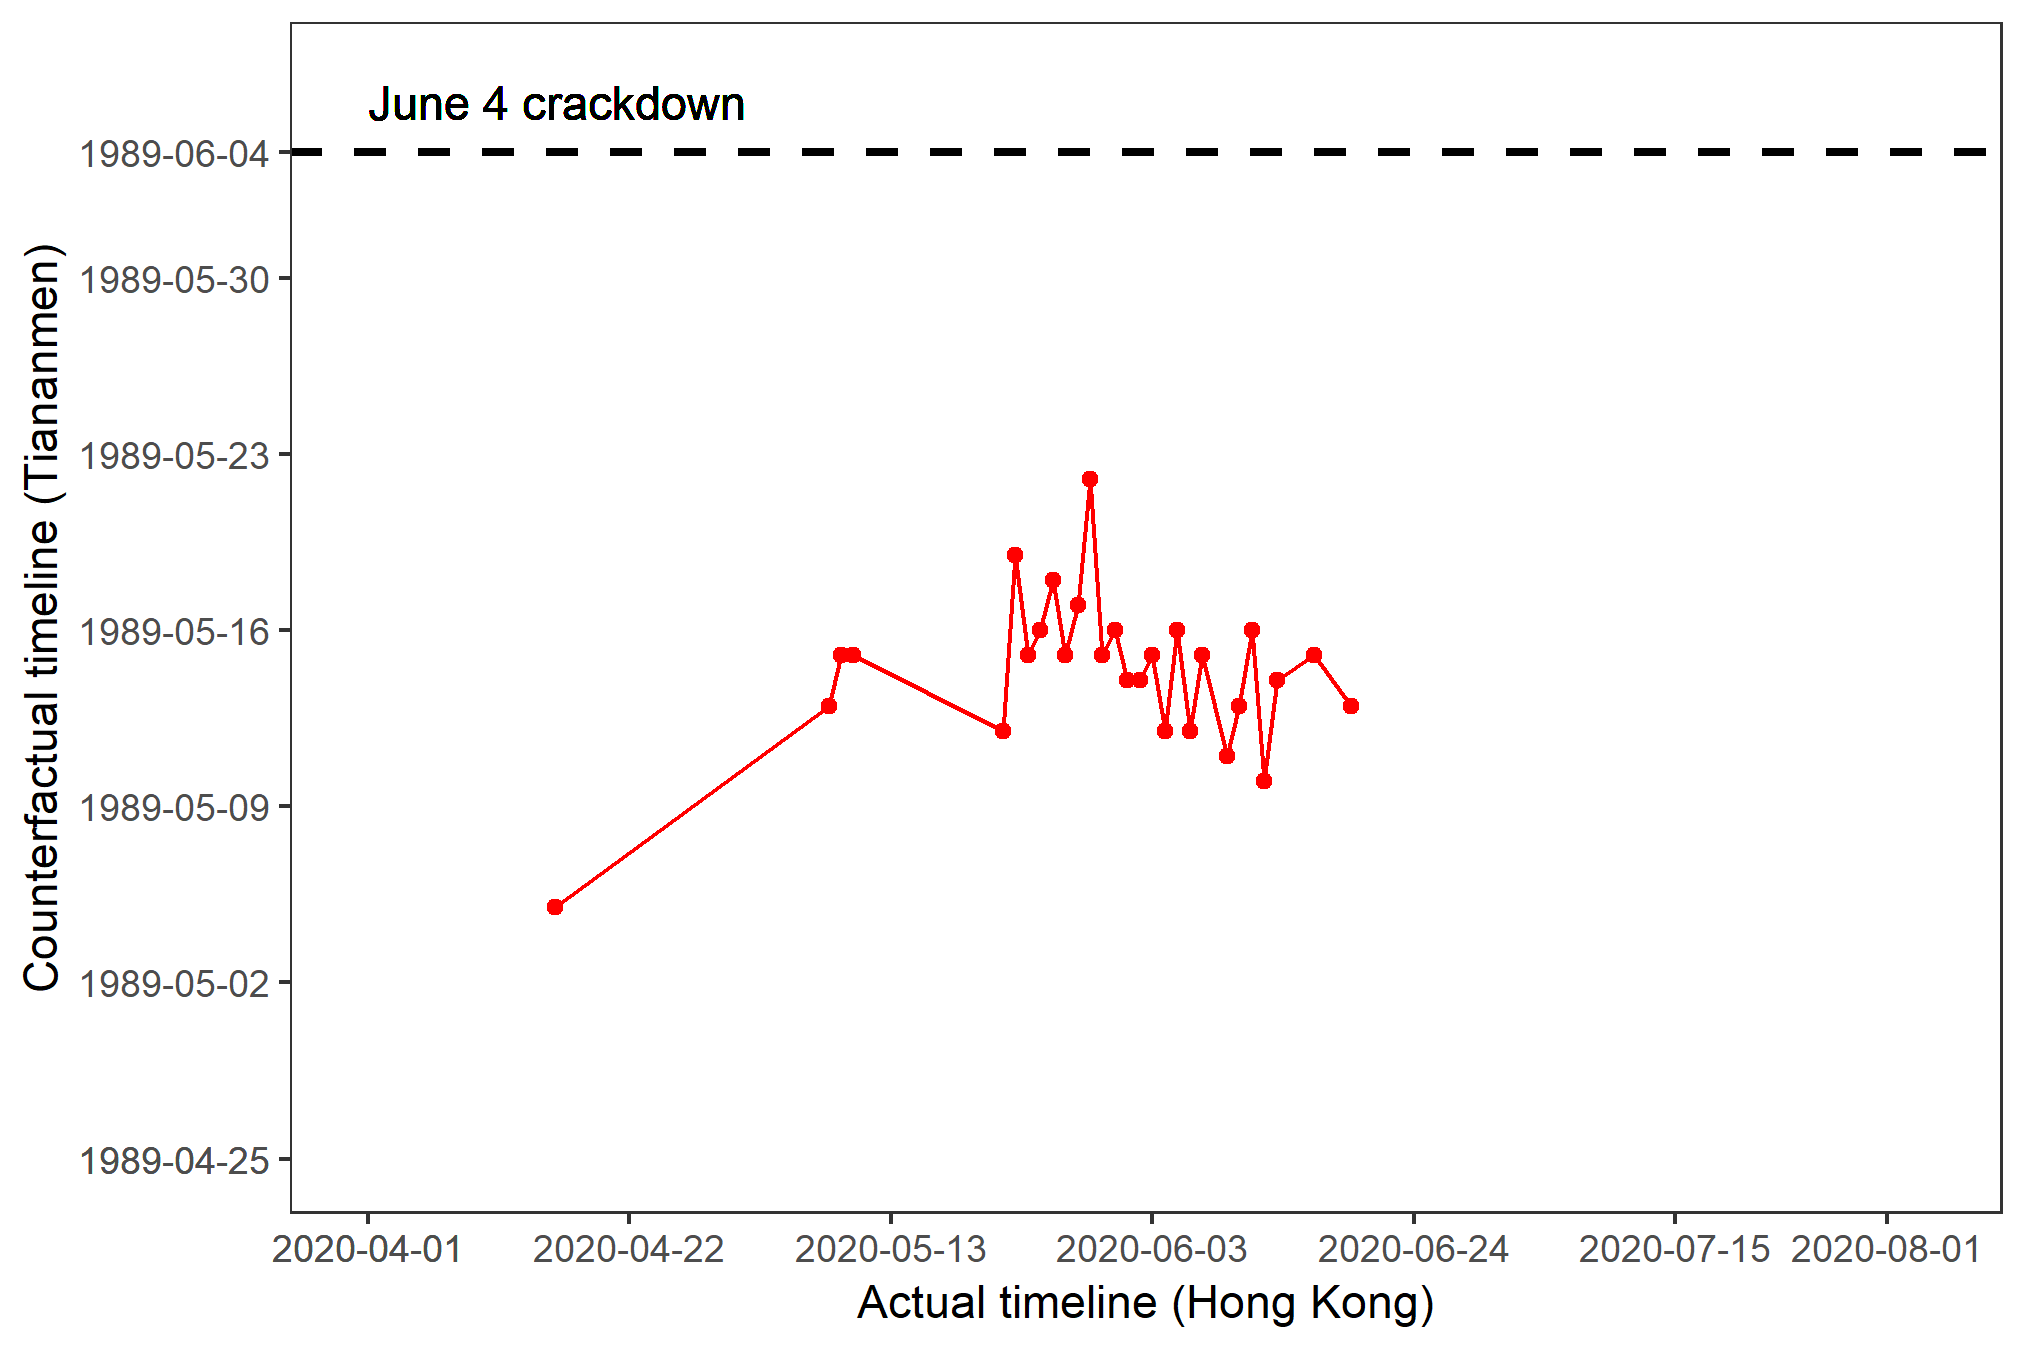 June 4 crackdown
1989-06-04
1989-05-30
1989-05-23
1989-05-16
1989-05-09
1989-05-02
1989-04-25
Counterfactual timeline (Tiananmen)
2020-04-01 2020-04-22 2020-05-13 2020-06-03 2020-06-24 2020-07-15 2020-08-01
Actual timeline (Hong Kong)